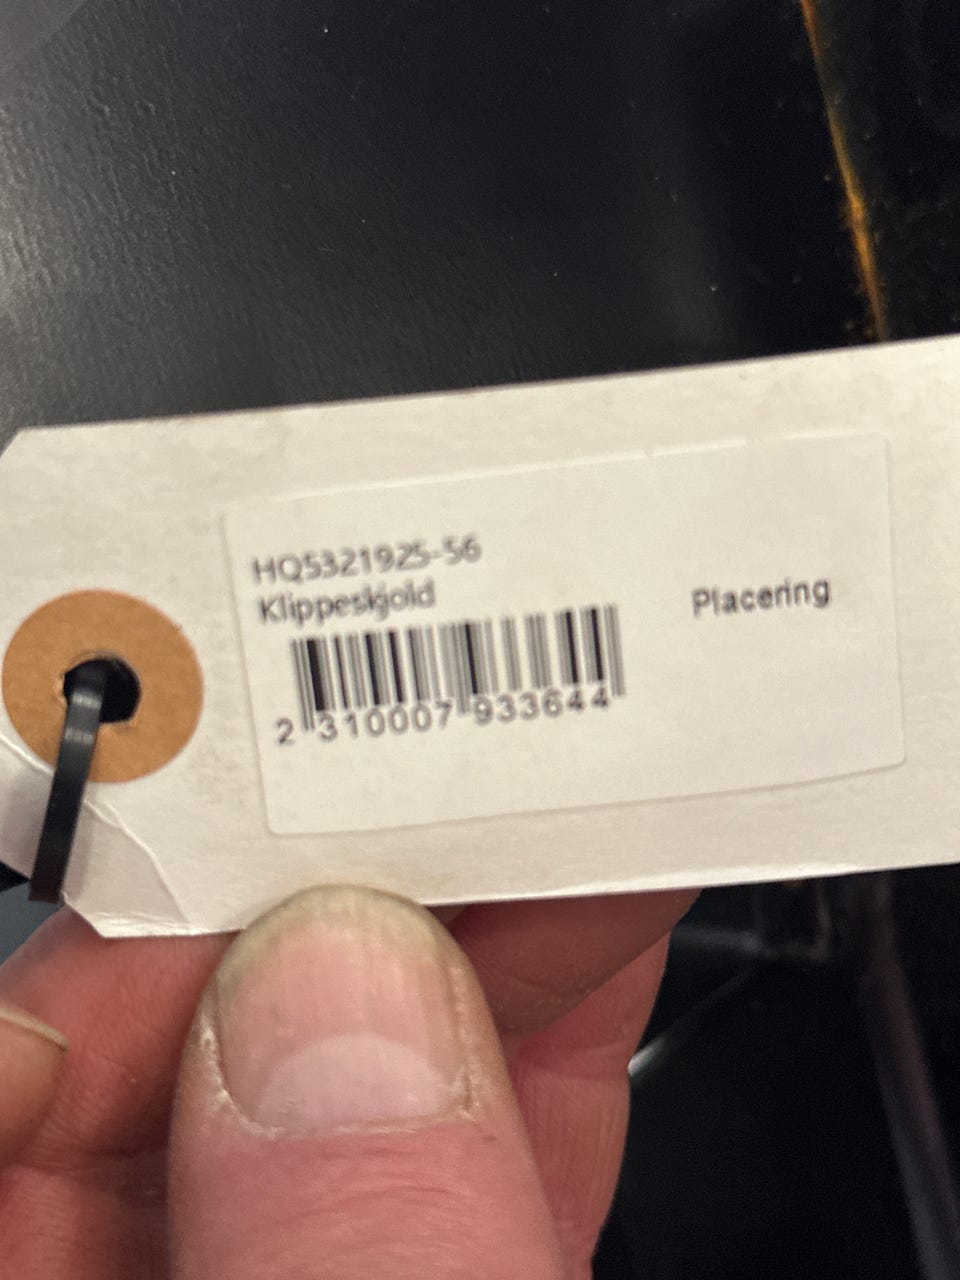 HQ5321925-56
Klippeskjold
Placering
2 310007 933644